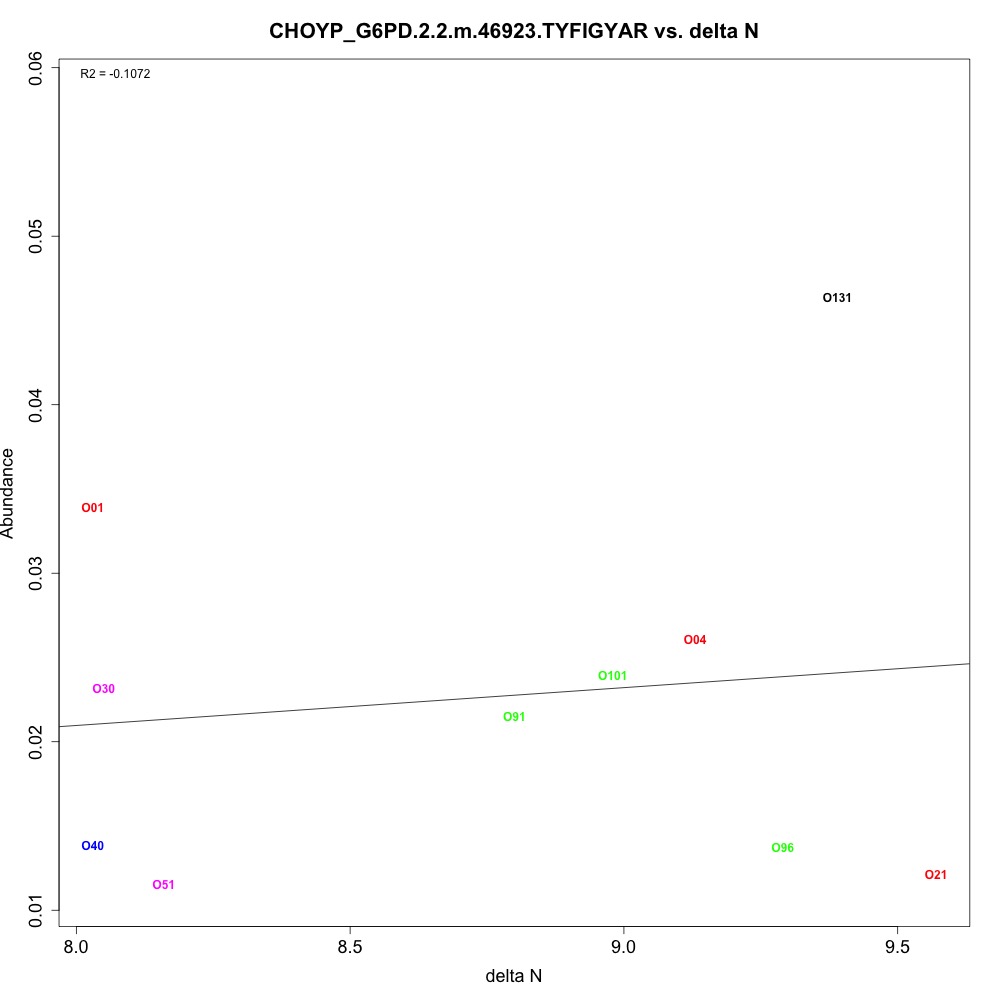 CHOYP_G6PD.2.2.m.46923.TYFIGYAR vs. delta N
R2 = -0.1072
0.06
0.05
0.04
0.03
0.02
0.01
Abundance
O131
O01
O04
O101
O30
O91
O40
O96
O21
O51
8.0 8.5 9.0 9.5
delta N